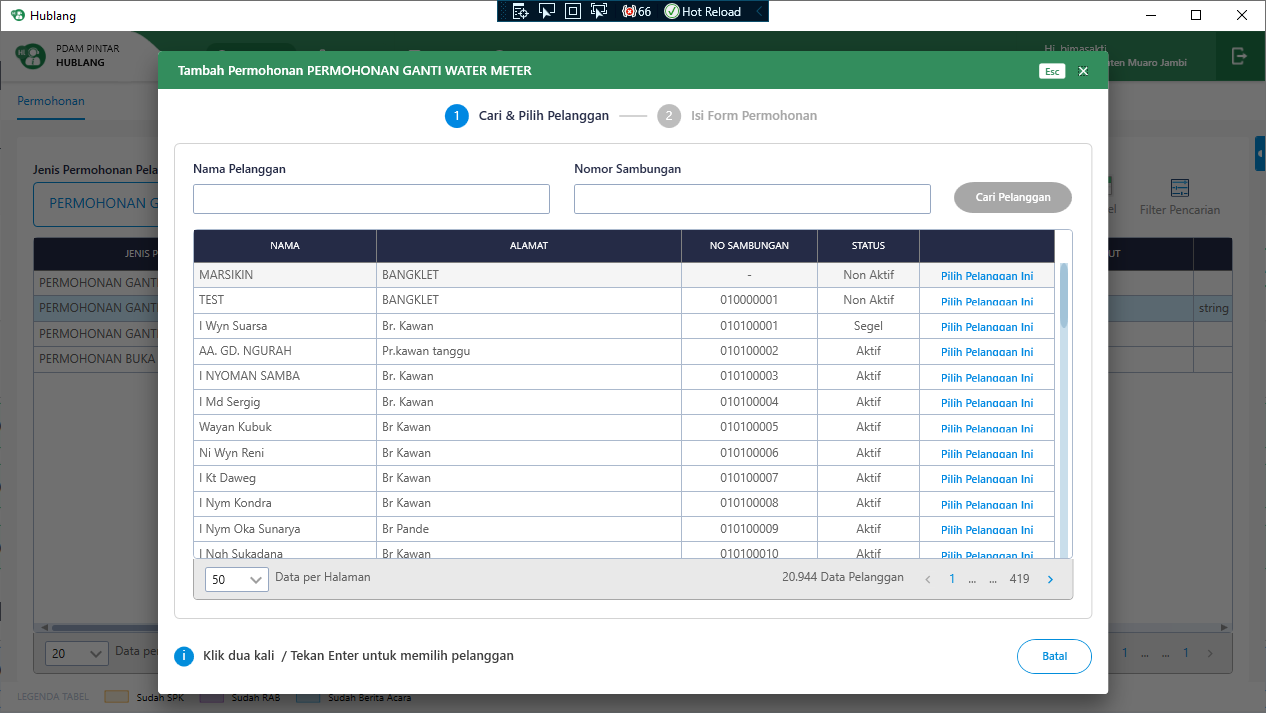 Hublang
66 Hot Reload
PDAM PINTAR
HUBLANG
Hi, bimasakti
ten Muaro Jambi
Tambah Permohonan PERMOHONAN GANTI WATER METER
Esc
Permohonan
1 Cari & Pilih Pelanggan
2 Isi Form Permohonan
Jenis Permohonan Pela
PERMOHONAN G
el
Filter Pencarian
Nama Pelanggan
Nomor Sambungan
Cari Pelanggan
JENIS P
UT
PERMOHONAN GANTI
PERMOHONAN GANTI
string
PERMOHONAN GANTI
PERMOHONAN BUKA
NAMA ALAMAT NO SAMBUNGAN STATUS
MARSIKIN BANGKLET - Non Aktif Pilih Pelanggan Ini
TEST BANGKLET 010000001 Non Aktif Pilih Pelanggan Ini
I Wyn Suarsa Br. Kawan 010100001 Segel Pilih Pelanggan Ini
AA. GD. NGURAH Pr.kawan tanggu 010100002 Aktif Pilih Pelanggan Ini
I NYOMAN SAMBA Br. Kawan 010100003 Aktif Pilih Pelanggan Ini
I Md Sergig Br. Kawan 010100004 Aktif Pilih Pelanggan Ini
Wayan Kubuk Br Kawan 010100005 Aktif Pilih Pelanggan Ini
Ni Wyn Reni Br Kawan 010100006 Aktif Pilih Pelanggan Ini
I Kt Daweg Br Kawan 010100007 Aktif Pilih Pelanggan Ini
I Nym Kondra Br Kawan 010100008 Aktif Pilih Pelanggan Ini
I Nym Oka Sunarya Br Pande 010100009 Aktif Pilih Pelanggan Ini
I Ngh Sukadana Br Kawan 010100010 Aktif Pilih Pelanggan Ini
50 Data per Halaman
20.944 Data Pelanggan < 1 ... ... 419 >
Klik dua kali / Tekan Enter untuk memilih pelanggan
Batal
20 Data pe
1 ... ... 1 >
LEGENDA TABEL Sudah SPK Sudah RAB Sudah Berita Acara